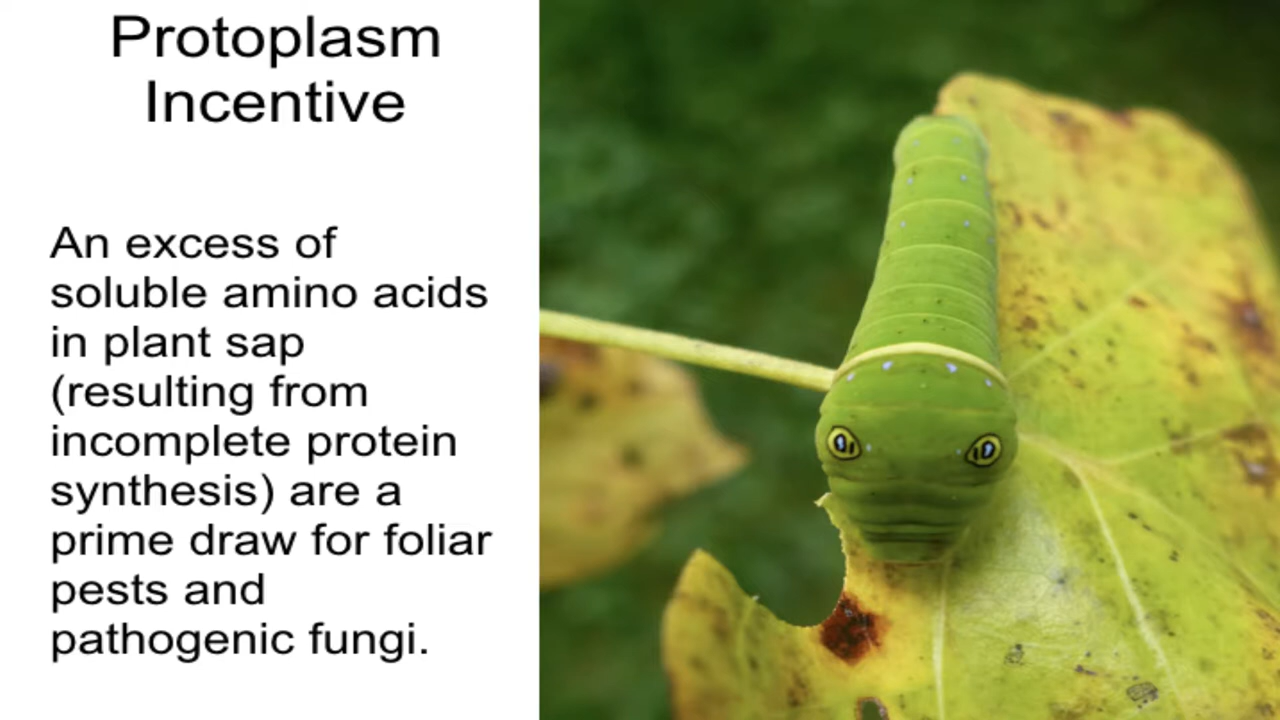 Protoplasm
Incentive
An excess of
soluble amino acids
in plant sap
(resulting from
incomplete protein
synthesis) are a
prime draw for foliar
pests and
pathogenic fungi.